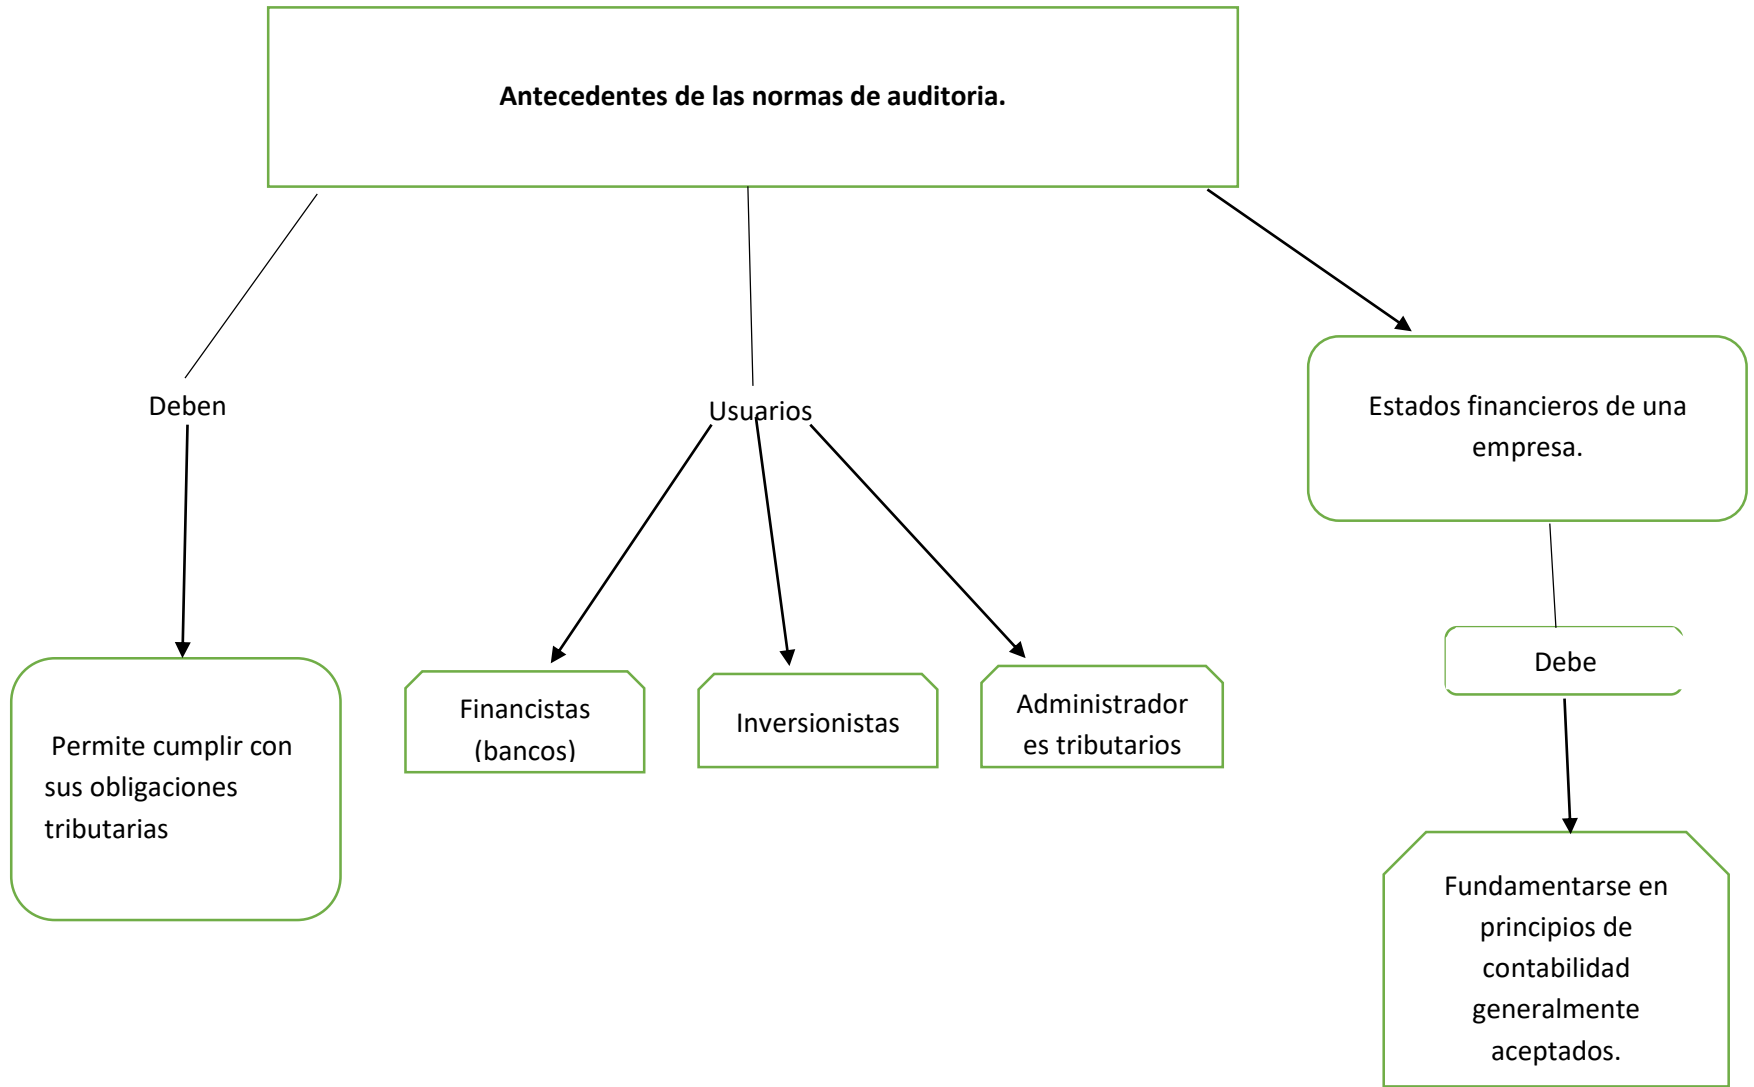 Antecedentes de las normas de auditoria.
Deben
Usuarios
Estados financieros de una
empresa.
Permite cumplir con
sus obligaciones
tributarias
Financistas
(bancos)
Inversionistas
Administrador
es tributarios
Debe
Fundamentarse en
principios de
contabilidad
generalmente
aceptados.